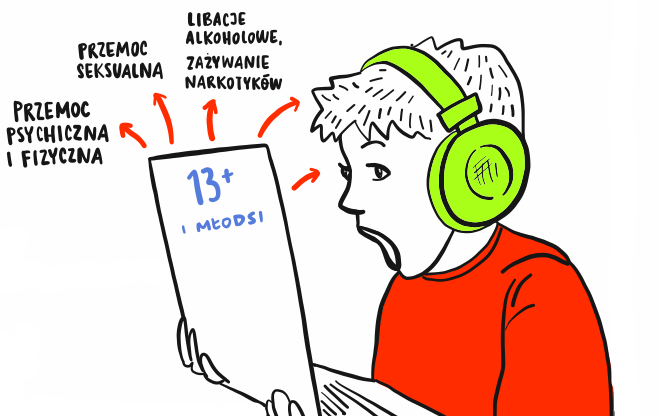 PRZEMOC
PSYCHICZNA
I FIZYCZNA
PRZEMOC
SEKSUALNA
LIBACJE
ALKOHOLOWE,
ZAŻYWANIE
NARKOTYKÓW
13+
I MŁODSI